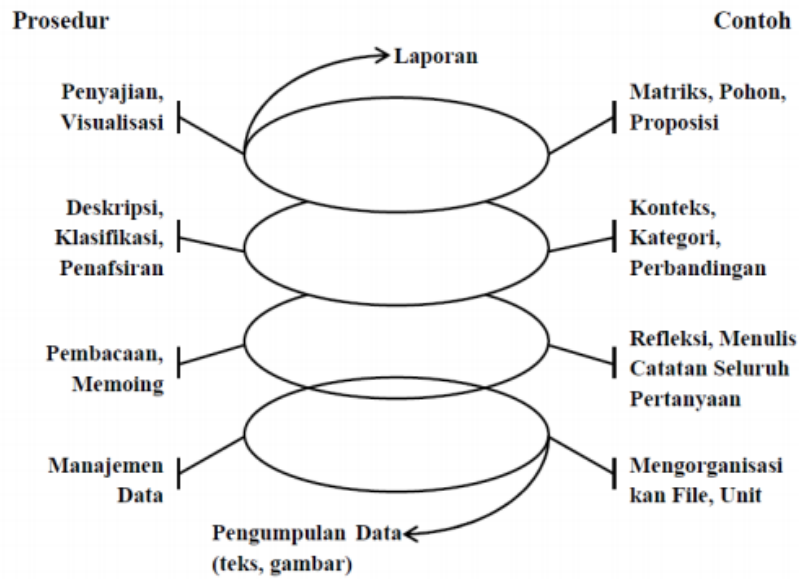 Prosedur
Contoh
Laporan
Penyajian,
Visualisasi
Matriks, Pohon,
Proposisi
Deskripsi,
Klasifikasi,
Penafsiran
Konteks,
Kategori,
Perbandingan
Pembacaan,
Memoing
Refleksi, Menulis
Catatan Seluruh
Pertanyaan
Manajemen
Data
Mengorganisasi
kan File, Unit
Pengumpulan Data
(teks, gambar)